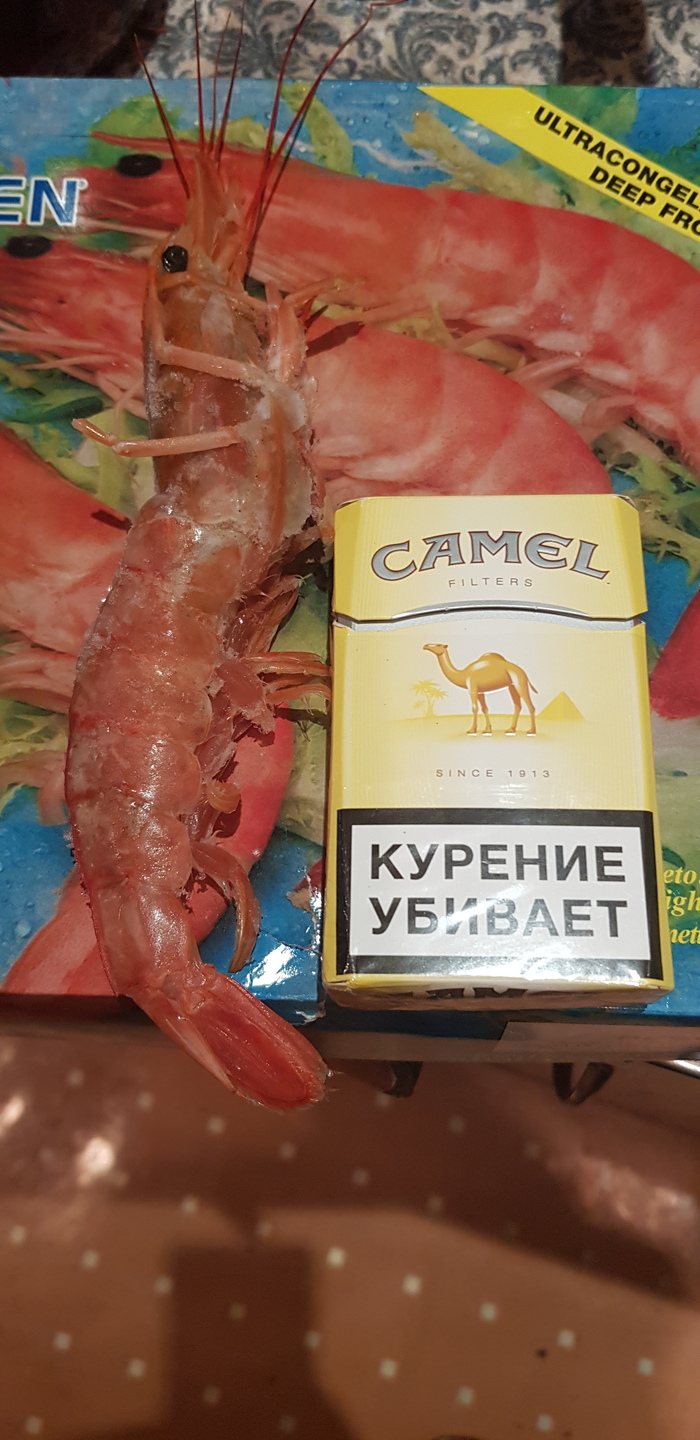 EN
ULTRACONGEL
DEEP FRO
CAMEL
FILTERS
SINCE 1913
КУРЕНИЕ
УБИВАЕТ